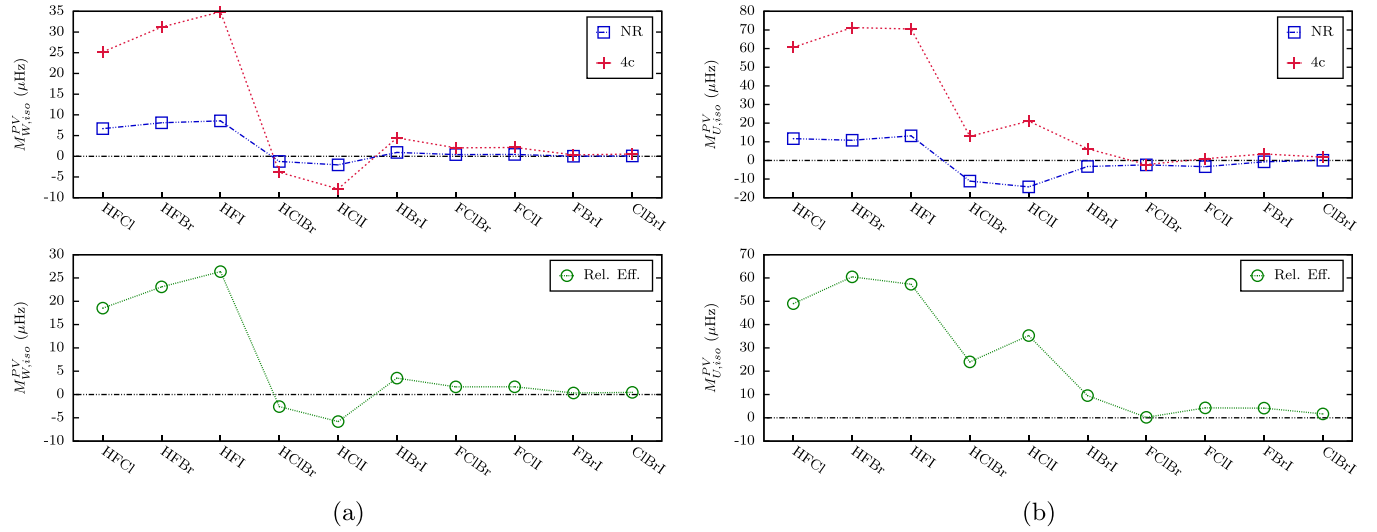 35
30
25
20
15
10
5
0
-5
-10
M^{PV}_{W,iso} (μHz)
NR
4c
HFCl
HFBr
HFI
HClBr
HClI
HBrI
FClBr
FClI
FBrI
ClBrI
30
25
20
15
10
5
0
-5
-10
M^{PV}_{W,iso} (μHz)
Rel. Eff.
HFCl
HFBr
HFI
HClBr
HClI
HBrI
FClBr
FClI
FBrI
ClBrI
(a)
80
70
60
50
40
30
20
10
0
-10
-20
M^{PV}_{U,iso} (μHz)
NR
4c
HFCl
HFBr
HFI
HClBr
HClI
HBrI
FClBr
FClI
FBrI
ClBrI
70
60
50
40
30
20
10
0
-10
M^{PV}_{U,iso} (μHz)
Rel. Eff.
HFCl
HFBr
HFI
HClBr
HClI
HBrI
FClBr
FClI
FBrI
ClBrI
(b)